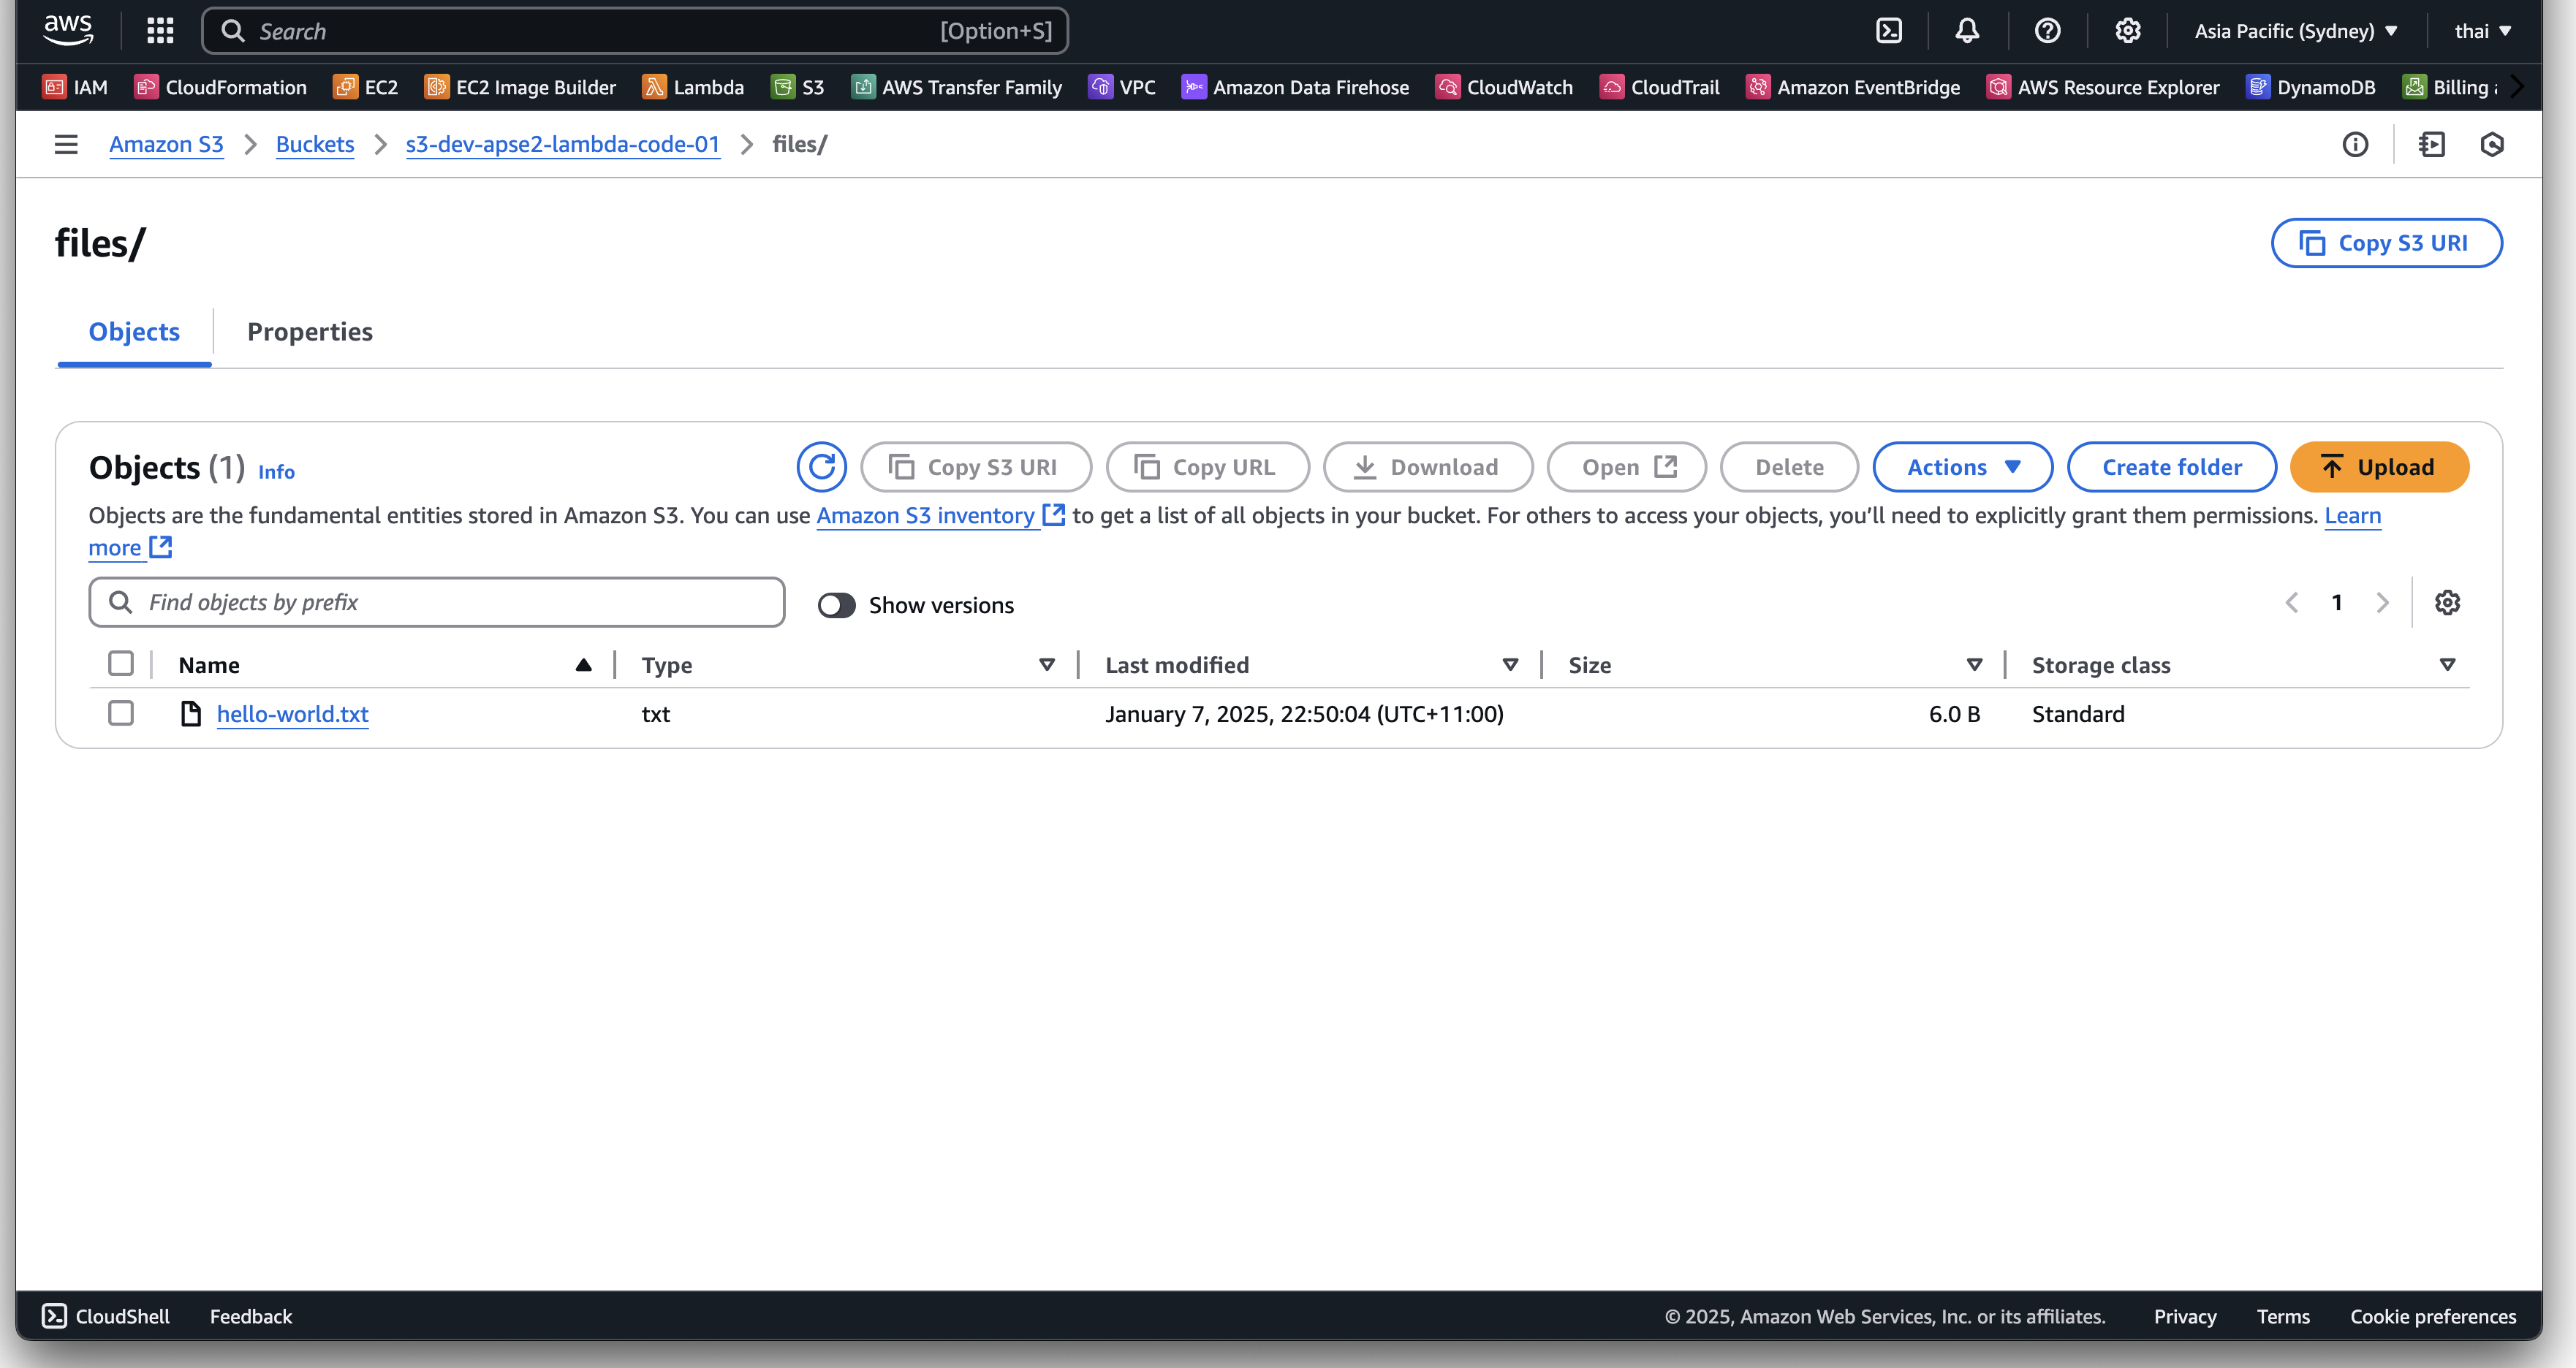 aws Search [Option+S] Asia Pacific (Sydney) thai
IAM CloudFormation EC2 EC2 Image Builder Lambda S3 AWS Transfer Family VPC Amazon Data Firehose CloudWatch CloudTrail Amazon EventBridge AWS Resource Explorer DynamoDB Billing
Amazon S3 Buckets s3-dev-apse2-lambda-code-01 files/
files/ Copy S3 URI
Objects Properties
Objects (1) Info Copy S3 URI Copy URL Download Open Delete Actions Create folder Upload
Objects are the fundamental entities stored in Amazon S3. You can use Amazon S3 inventory to get a list of all objects in your bucket. For others to access your objects, you’ll need to explicitly grant them permissions. Learn
more
Find objects by prefix Show versions 1
Name Type Last modified Size Storage class
hello-world.txt txt January 7, 2025, 22:50:04 (UTC+11:00) 6.0 B Standard
CloudShell Feedback © 2025, Amazon Web Services, Inc. or its affiliates. Privacy Terms Cookie preferences